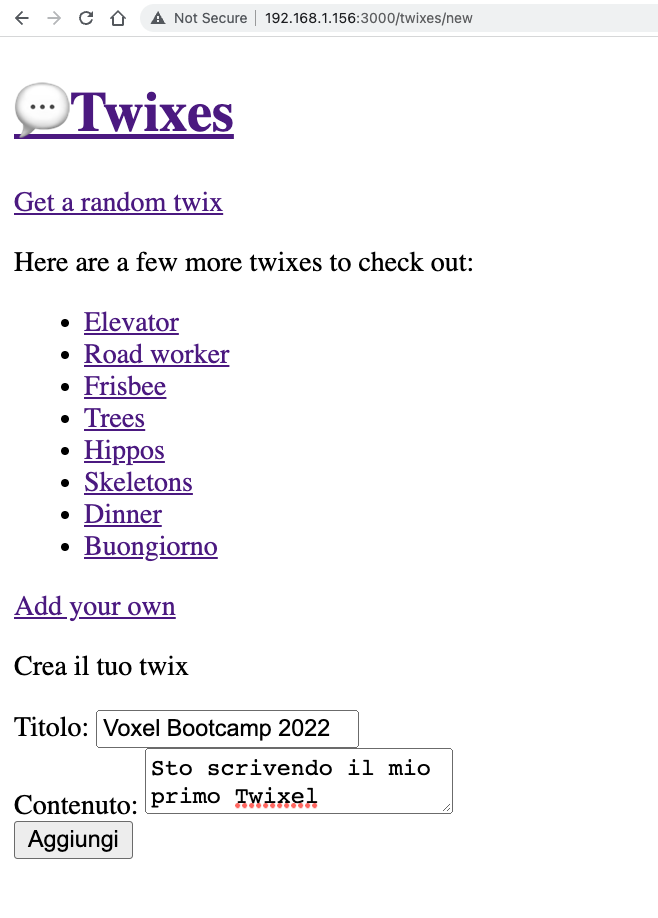 Not Secure | 192.168.1.156:3000/twixes/new
Twixes
Get a random twix
Here are a few more twixes to check out:
Elevator
Road worker
Frisbee
Trees
Hippos
Skeletons
Dinner
Buongiorno
Add your own
Crea il tuo twix
Titolo: Voxel Bootcamp 2022
Contenuto: Sto scrivendo il mio
primo Twixel
Aggiungi